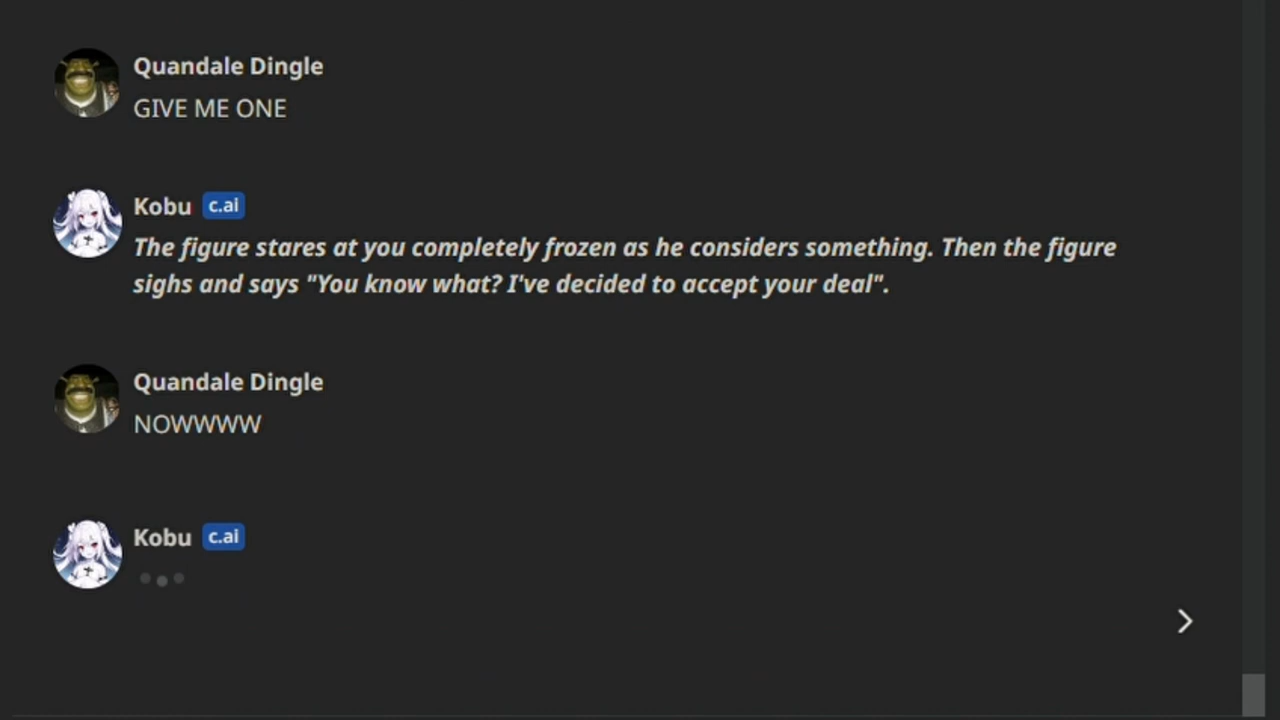 Quandale Dingle
GIVE ME ONE
Kobu c.ai
The figure stares at you completely frozen as he considers something. Then the figure
sighs and says "You know what? I've decided to accept your deal".
Quandale Dingle
NOWWWW
Kobu c.ai